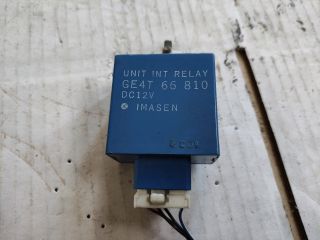 UNIT INT RELAY
GE4T 66 810
DC12V
IMASEN